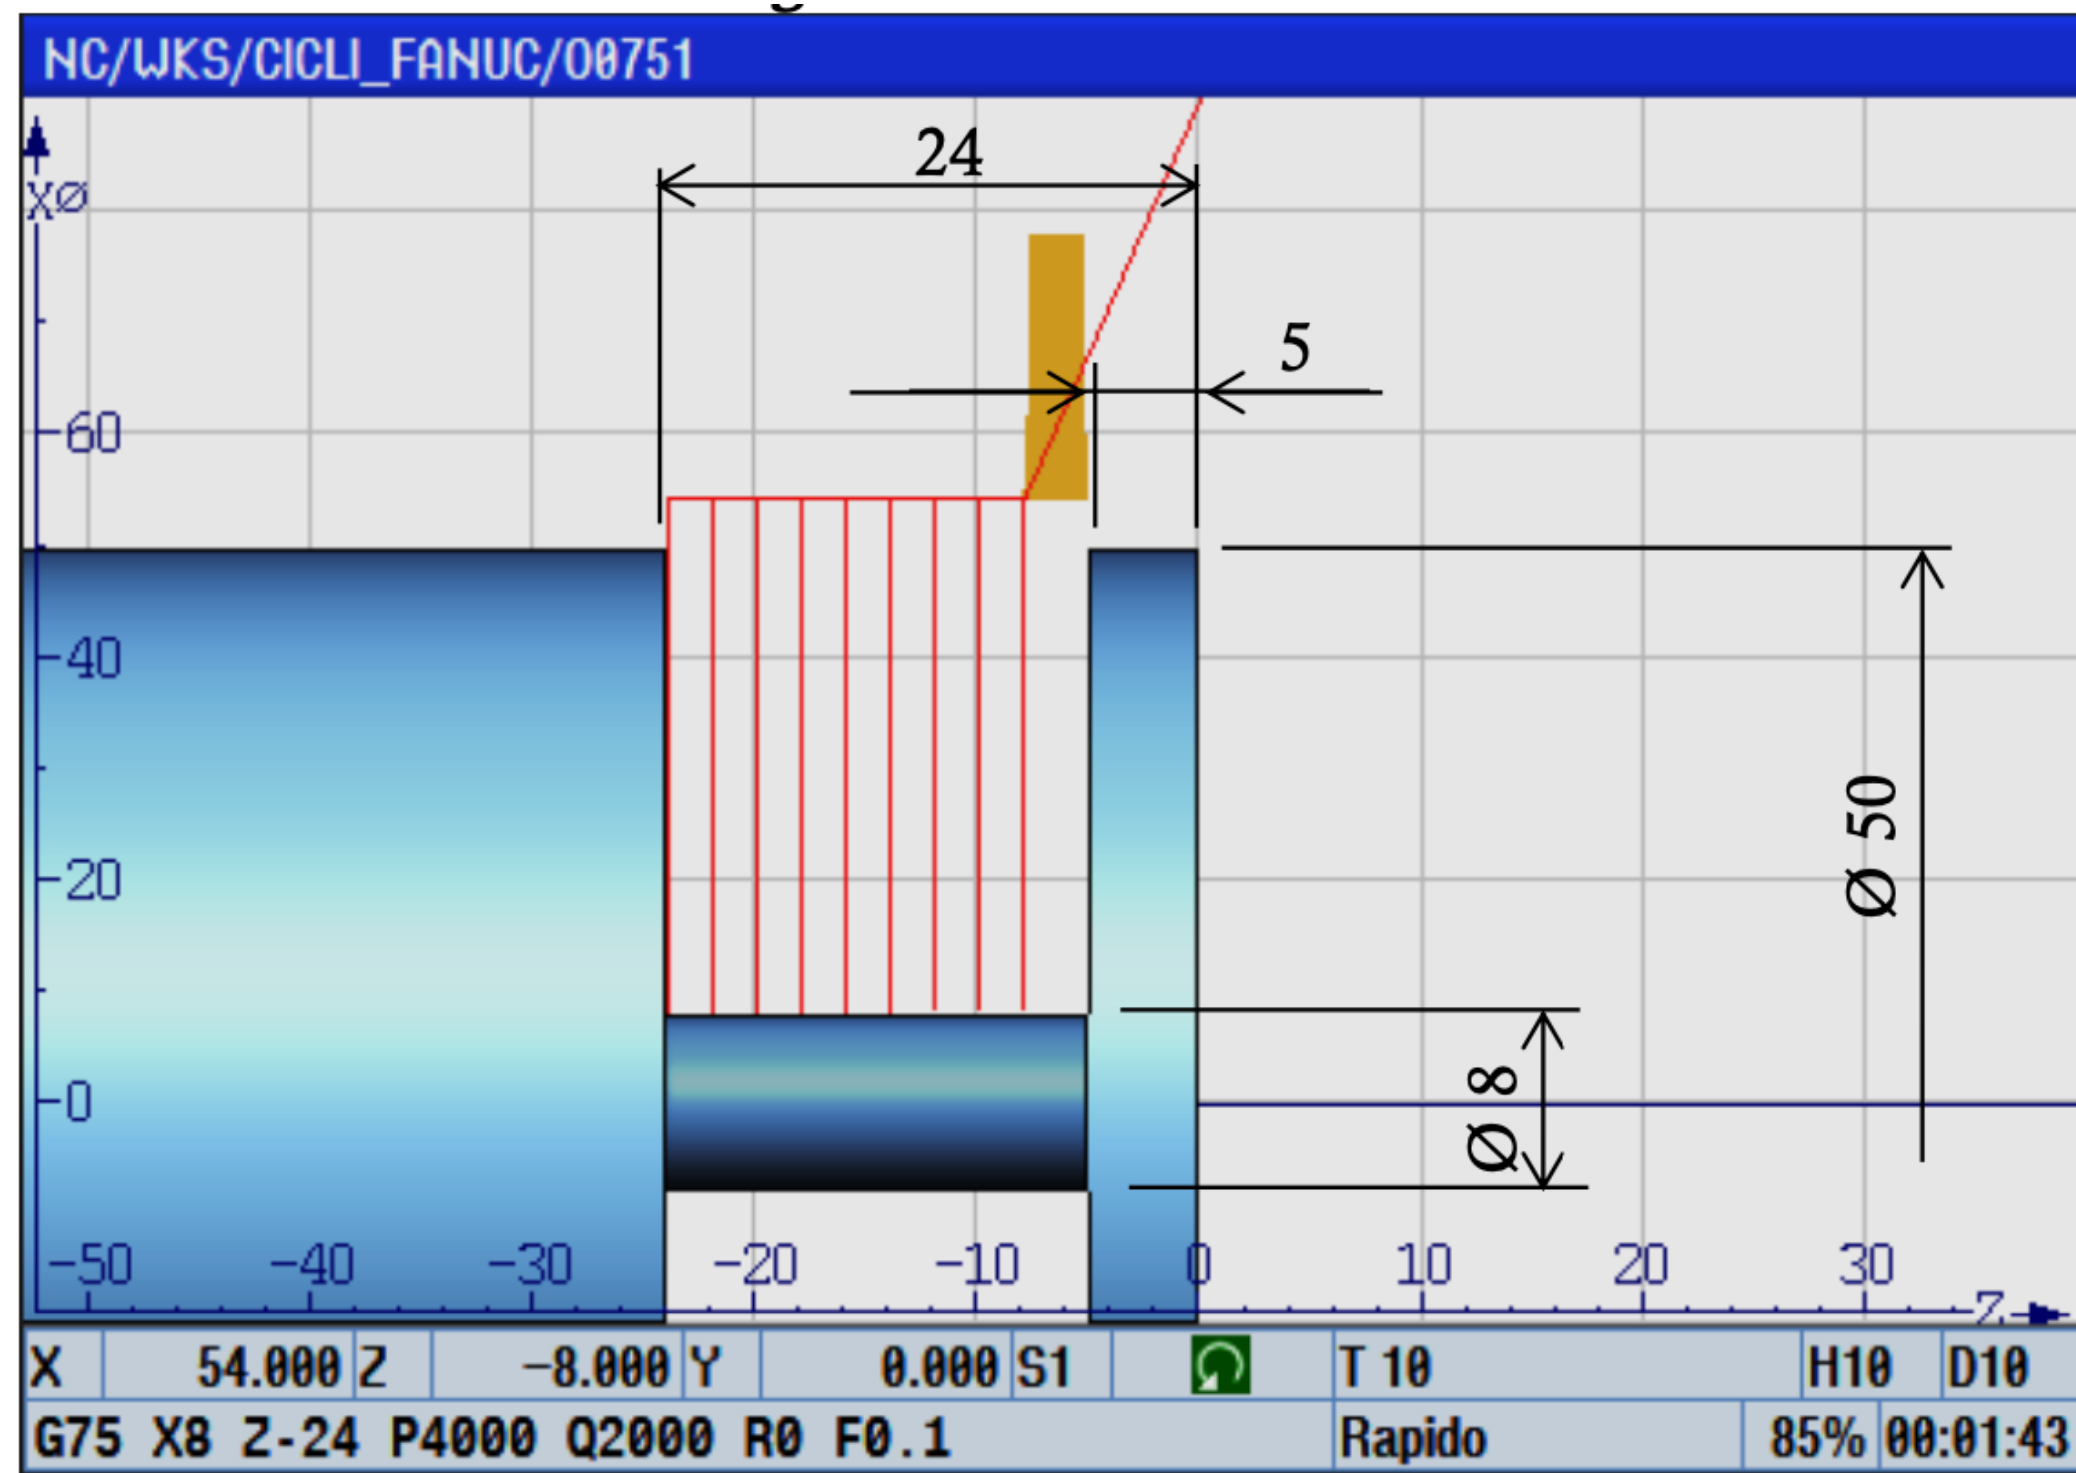 NC/WKS/CICLI_FANUC/O0751
24
XØ
5
-60
-40
Ø 50
-20
Ø 8
-0
-50 -40 -30 -20 -10 0 10 20 30 Z
X 54.000 Z -8.000 Y 0.000 S1 T 10 H10 D10
G75 X8 Z-24 P4000 Q2000 R0 F0.1 Rapido 85% 00:01:43